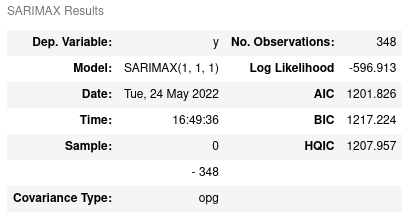 SARIMAX Results
Dep. Variable: y No. Observations: 348
Model: SARIMAX(1, 1, 1) Log Likelihood -596.913
Date: Tue, 24 May 2022 AIC 1201.826
Time: 16:49:36 BIC 1217.224
Sample: 0 HQIC 1207.957
- 348
Covariance Type: opg